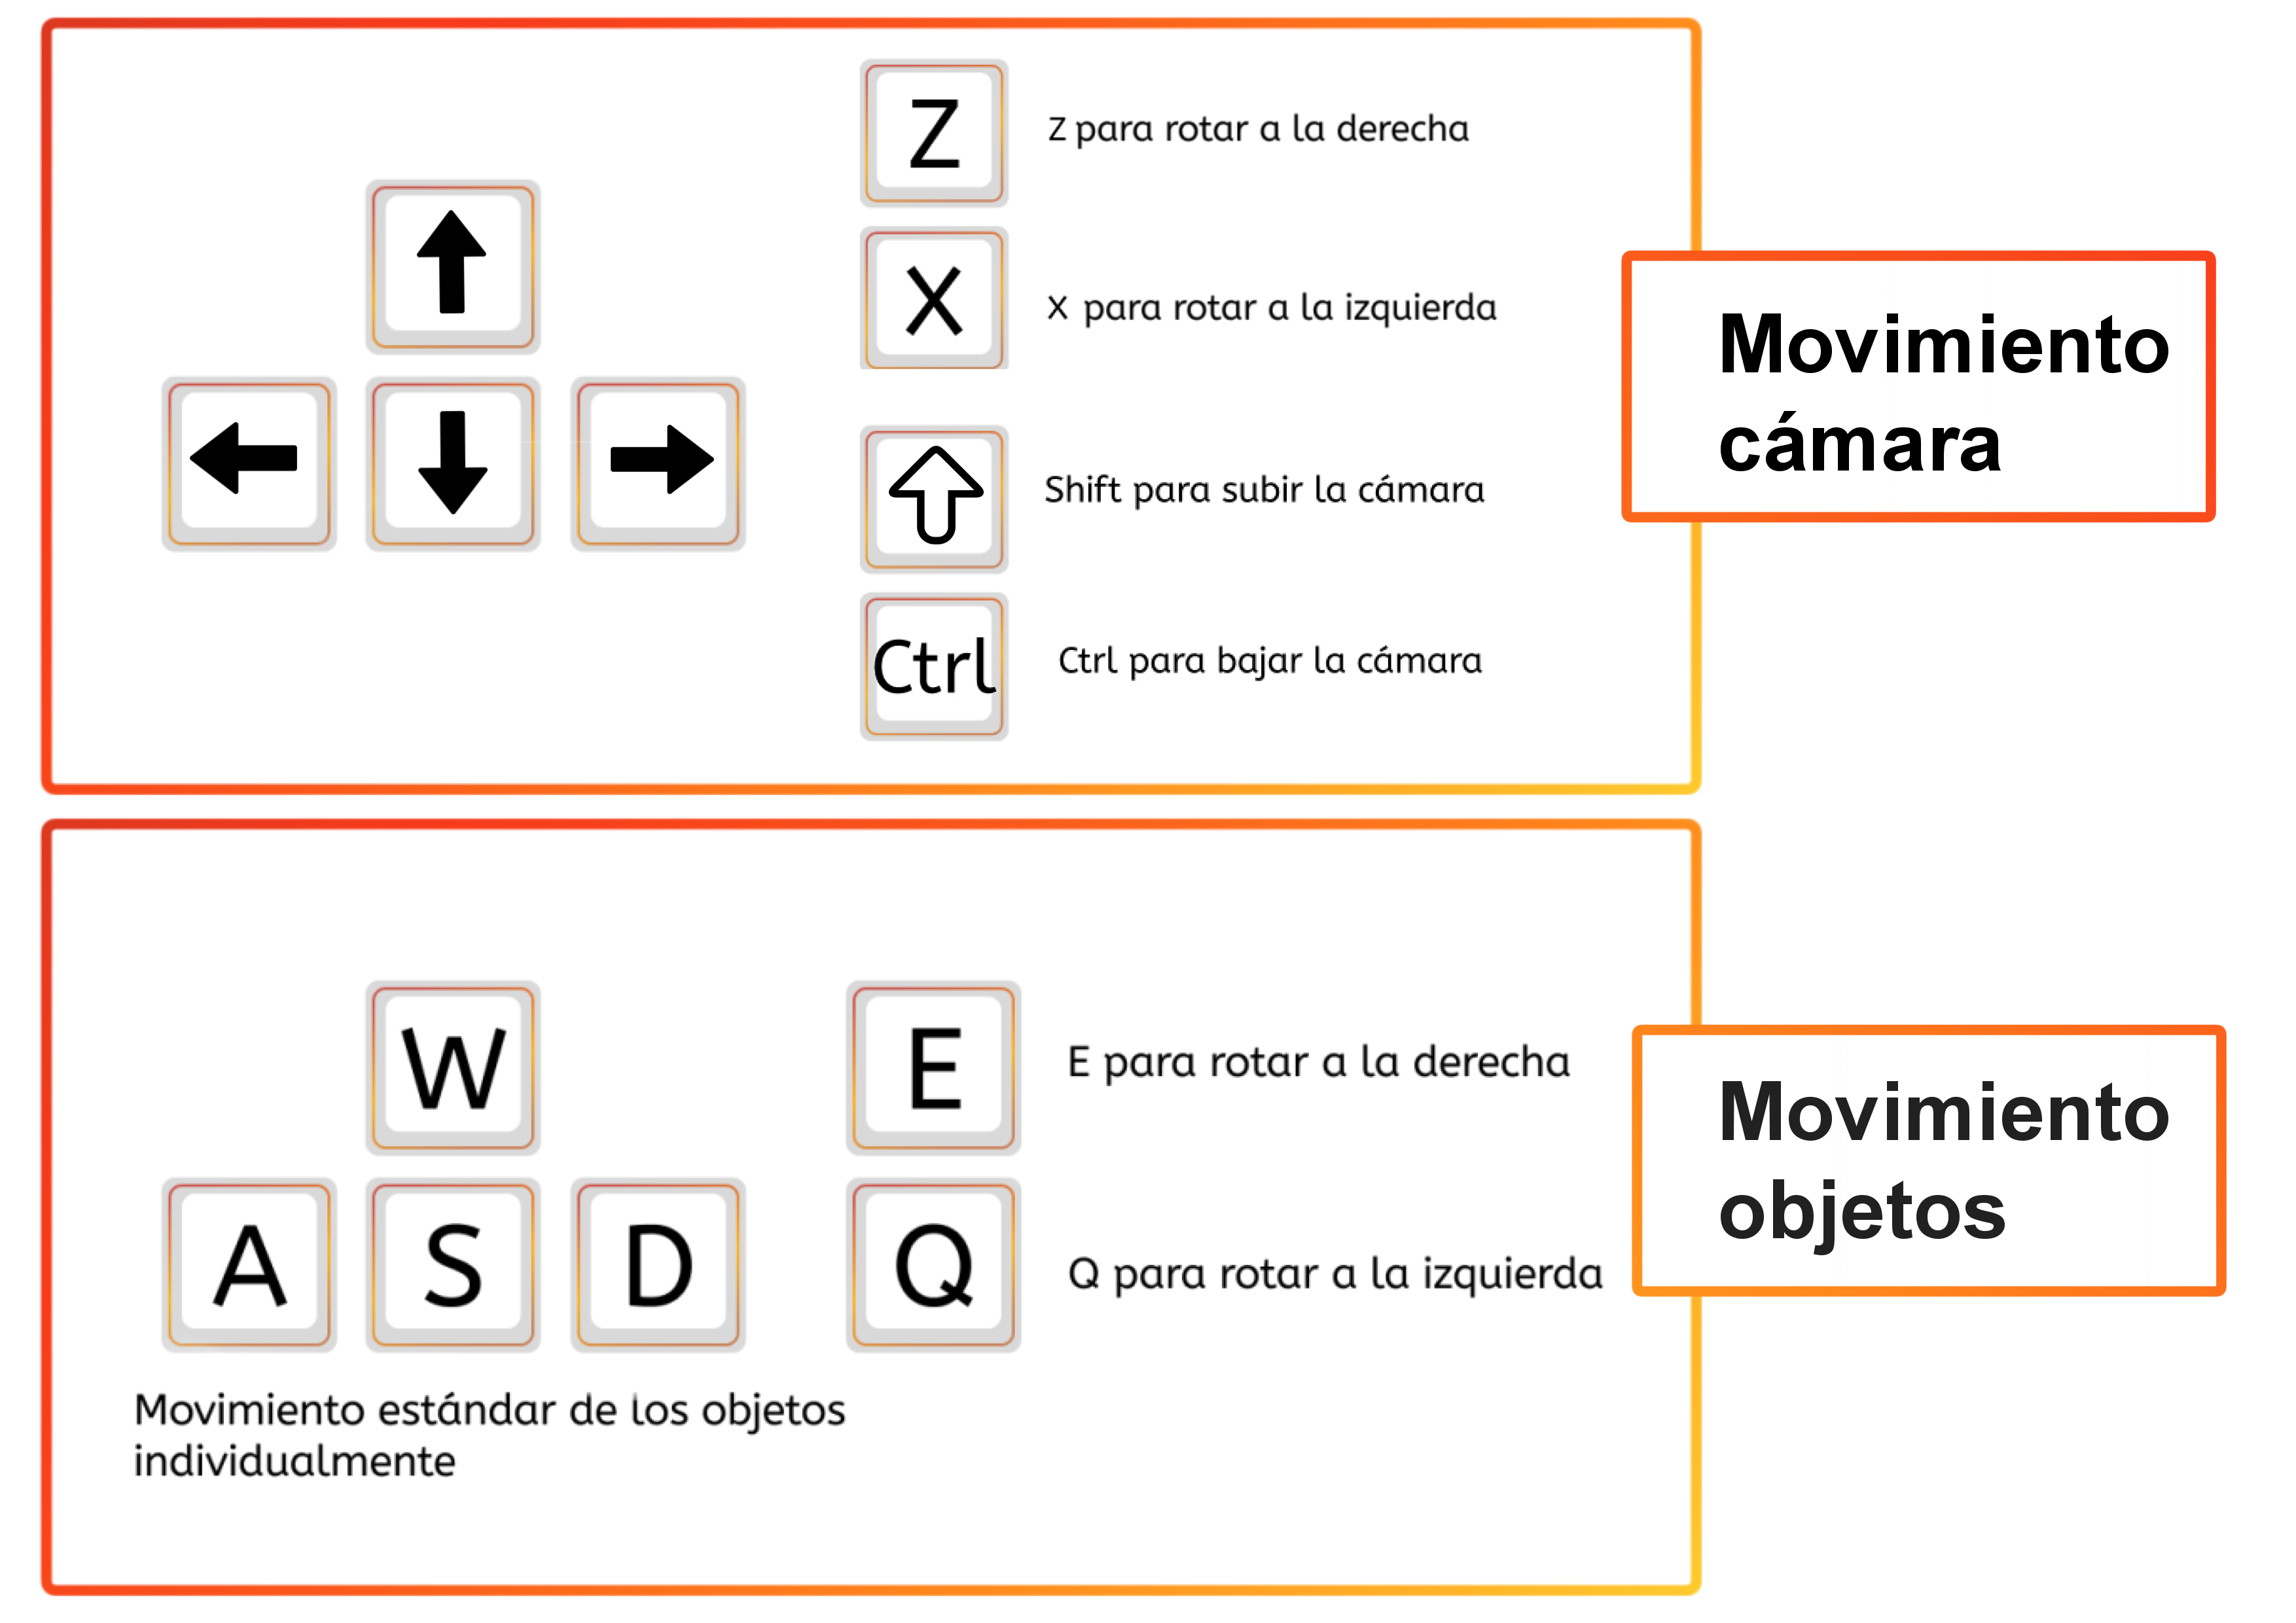 Z
Z para rotar a la derecha
X
X para rotar a la izquierda
Shift para subir la cámara
Ctrl
Ctrl para bajar la cámara
Movimiento
cámara
W
E
E para rotar a la derecha
A
S
D
Q
Q para rotar a la izquierda
Movimiento estándar de los objetos
individualmente
Movimiento
objetos